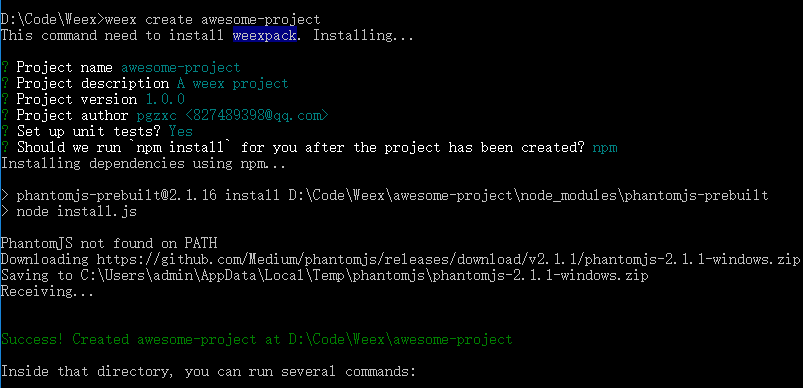 D:\Code\Weex>weex create awesome-project
This command need to install weexpack. Installing...
? Project name awesome-project
? Project description A weex project
? Project version 1.0.0
? Project author pgzxc <827489398@qq.com>
? Set up unit tests? Yes
? Should we run `npm install` for you after the project has been created? npm
Installing dependencies using npm...
> phantomjs-prebuilt@2.1.16 install D:\Code\Weex\awesome-project\node_modules\phantomjs-prebuilt
> node install.js
PhantomJS not found on PATH
Downloading https://github.com/Medium/phantomjs/releases/download/v2.1.1/phantomjs-2.1.1-windows.zip
Saving to C:\Users\admin\AppData\Local\Temp\phantomjs\phantomjs-2.1.1-windows.zip
Receiving...
Success! Created awesome-project at D:\Code\Weex\awesome-project
Inside that directory, you can run several commands: